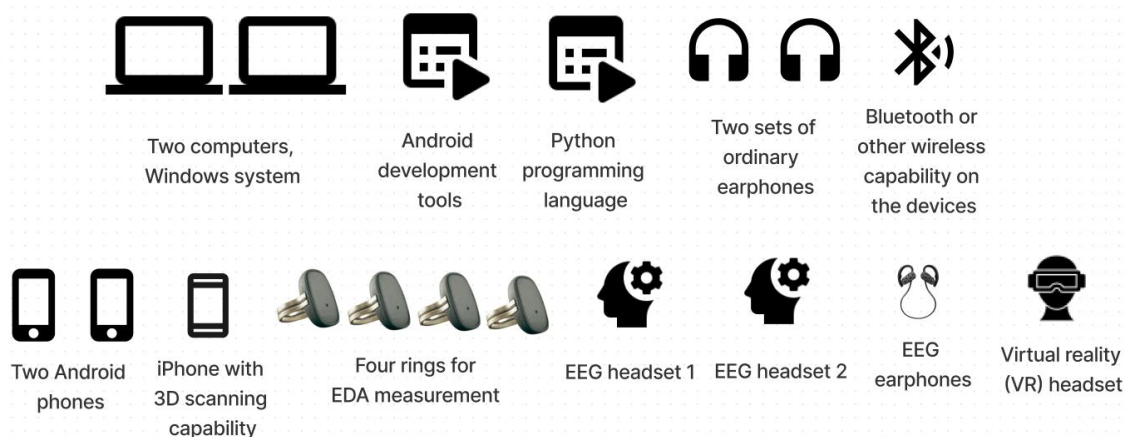 Two computers,
Windows system
Android
development
tools
Python
programming
language
Two sets of
ordinary
earphones
Bluetooth or
other wireless
capability on
the devices
Two Android
phones
iPhone with
3D scanning
capability
Four rings for
EDA measurement
EEG headset 1
EEG headset 2
EEG
earphones
Virtual reality
(VR) headset